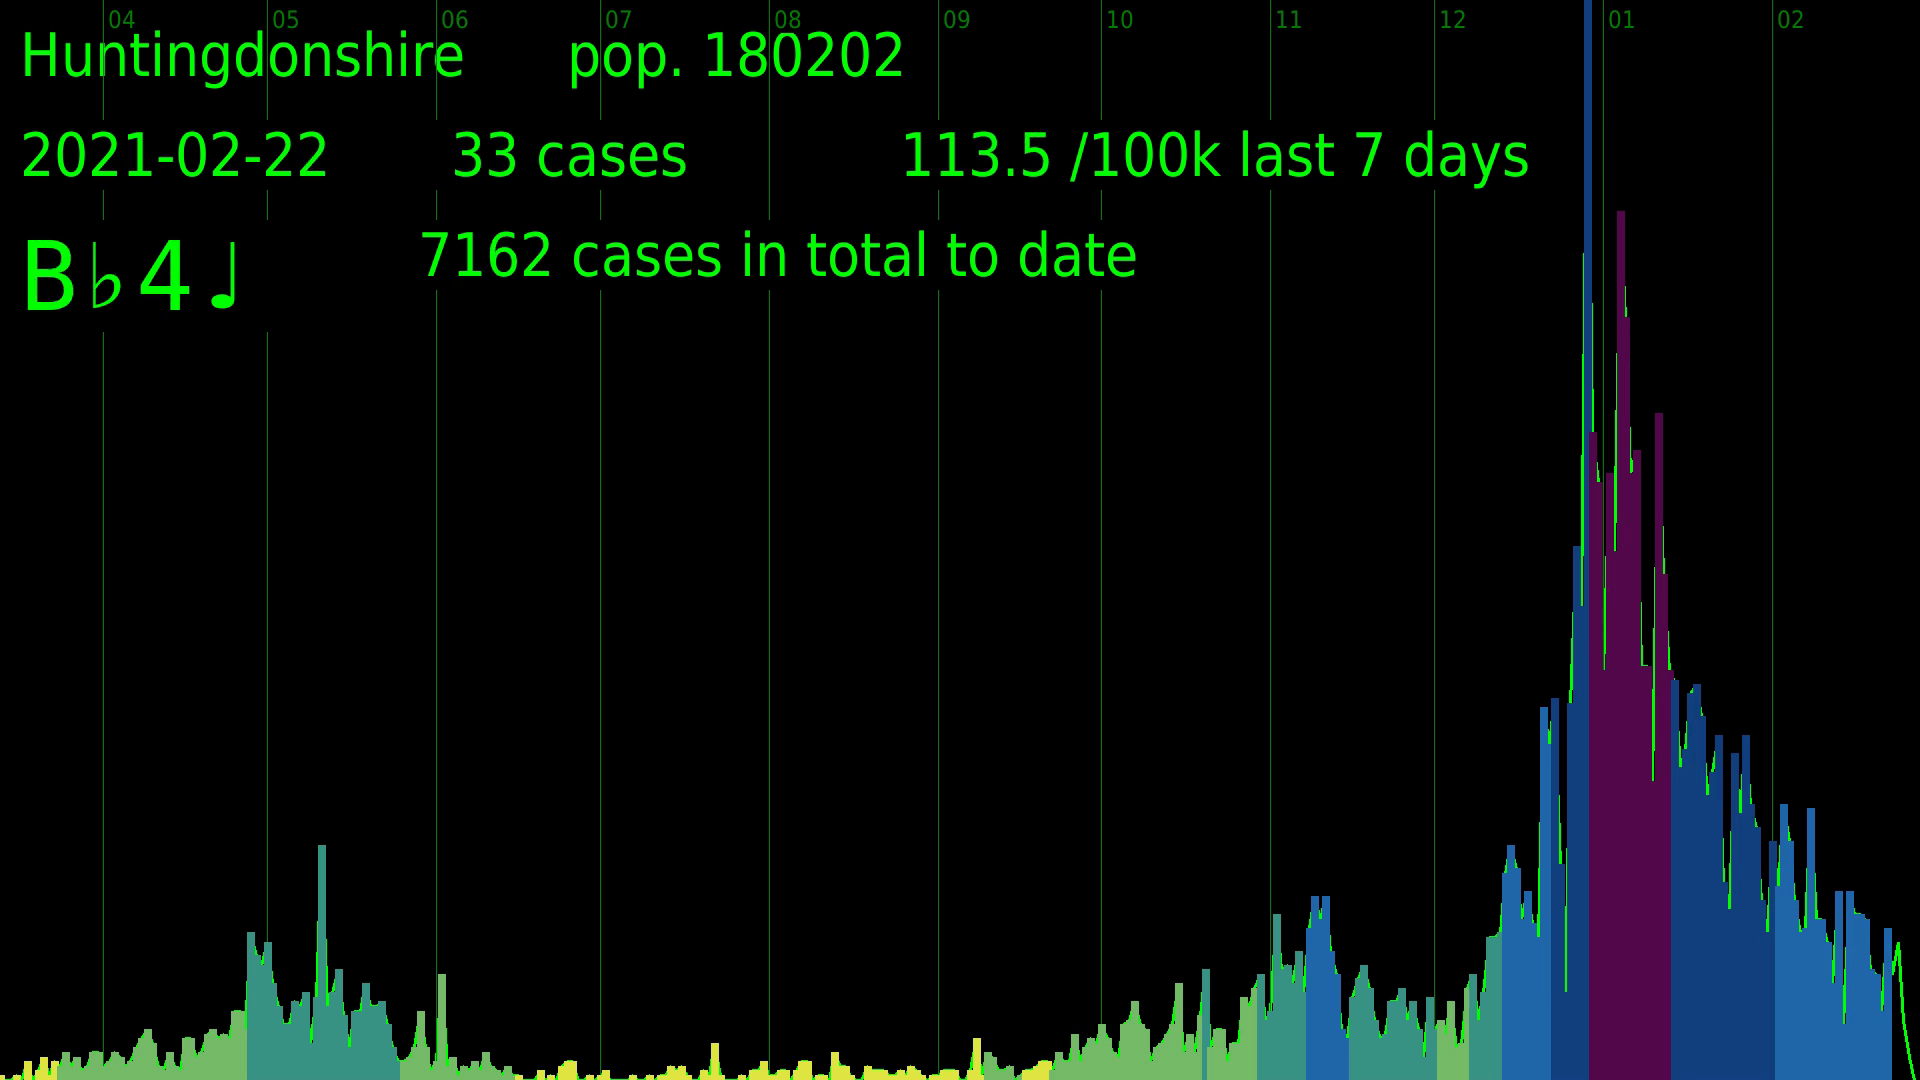 04 05 06 07 08 09 10 11 12 01 02
Huntingdonshire pop. 180202
2021-02-22 33 cases 113.5 /100k last 7 days
B♭4♩ 7162 cases in total to date